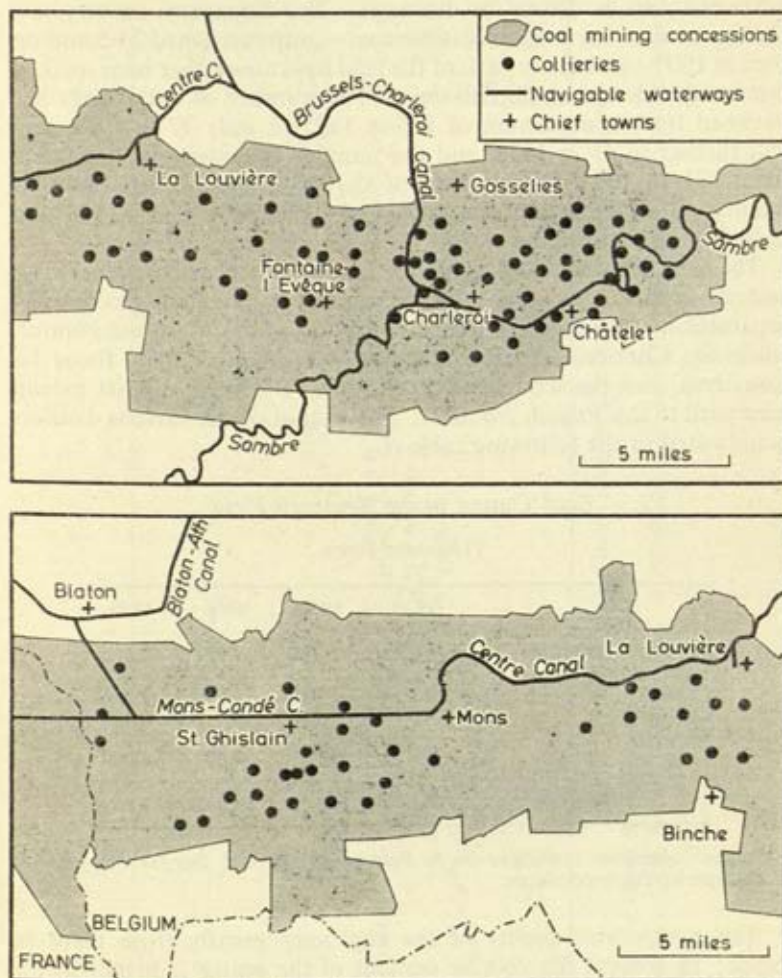 Coal mining concessions
Collieries
Navigable waterways
Chief towns
Centre C.
Brussels-Charleroi
Canal
La Louvière
Gosselies
Sambre
Fontaine
l'Evêque
Charleroi
Châtelet
Sambre
5 miles
Blaton-Ath
Canal
Blaton
La Louvière
Centre Canal
Mons-Condé C.
Mons
St. Ghislain
Binche
BELGIUM
FRANCE
5 miles